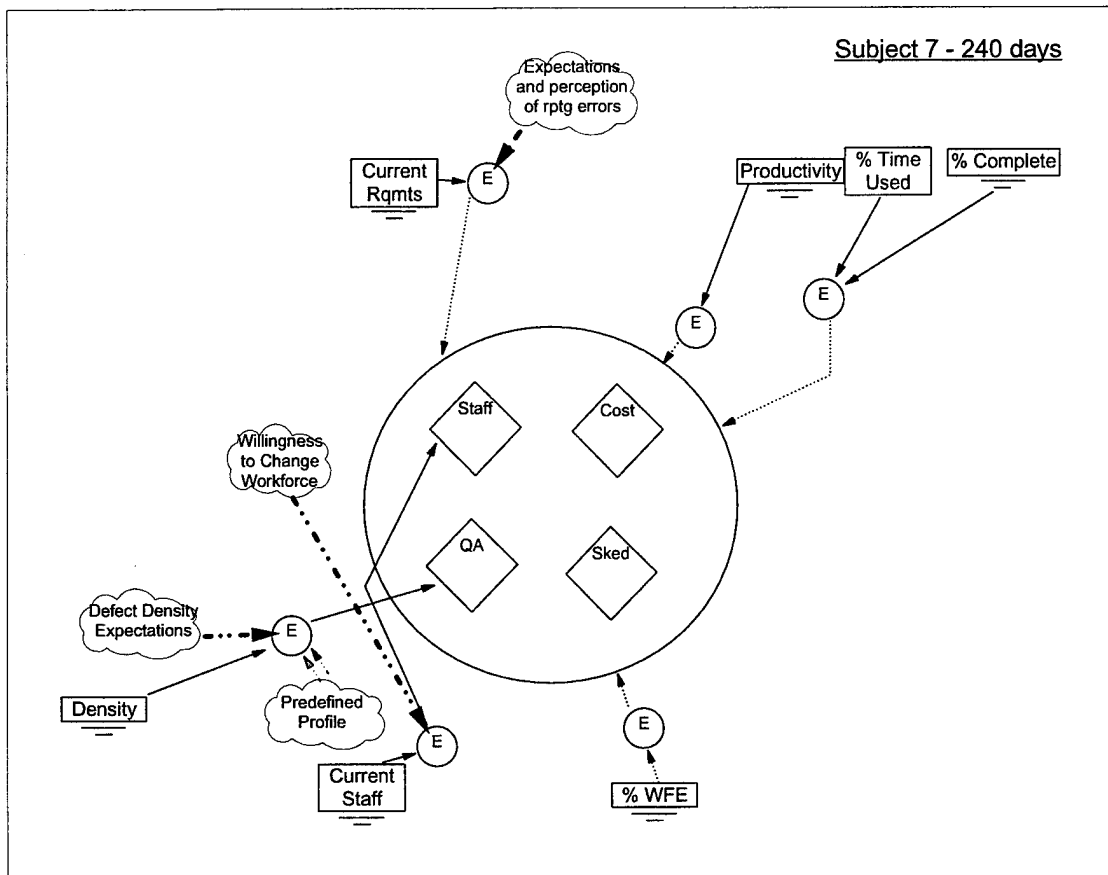 Subject 7 - 240 days
Expectations
and perception
of rptg errors
Current
Rqmts
E
Productivity
% Time
Used
% Complete
E
E
Staff
Cost
Willingness
to Change
Workforce
QA
Sked
Defect Density
Expectations
E
Density
Predefined
Profile
E
Current
Staff
E
% WFE